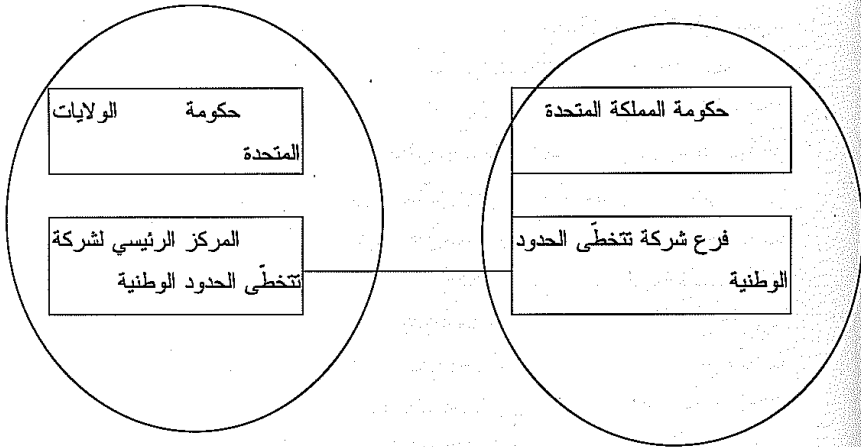 حكومة المملكة المتحدة
فرع شركة تتخطّى الحدود
الوطنية
حكومة الولايات
المتحدة
المركز الرئيسي لشركة
تتخطّى الحدود الوطنية